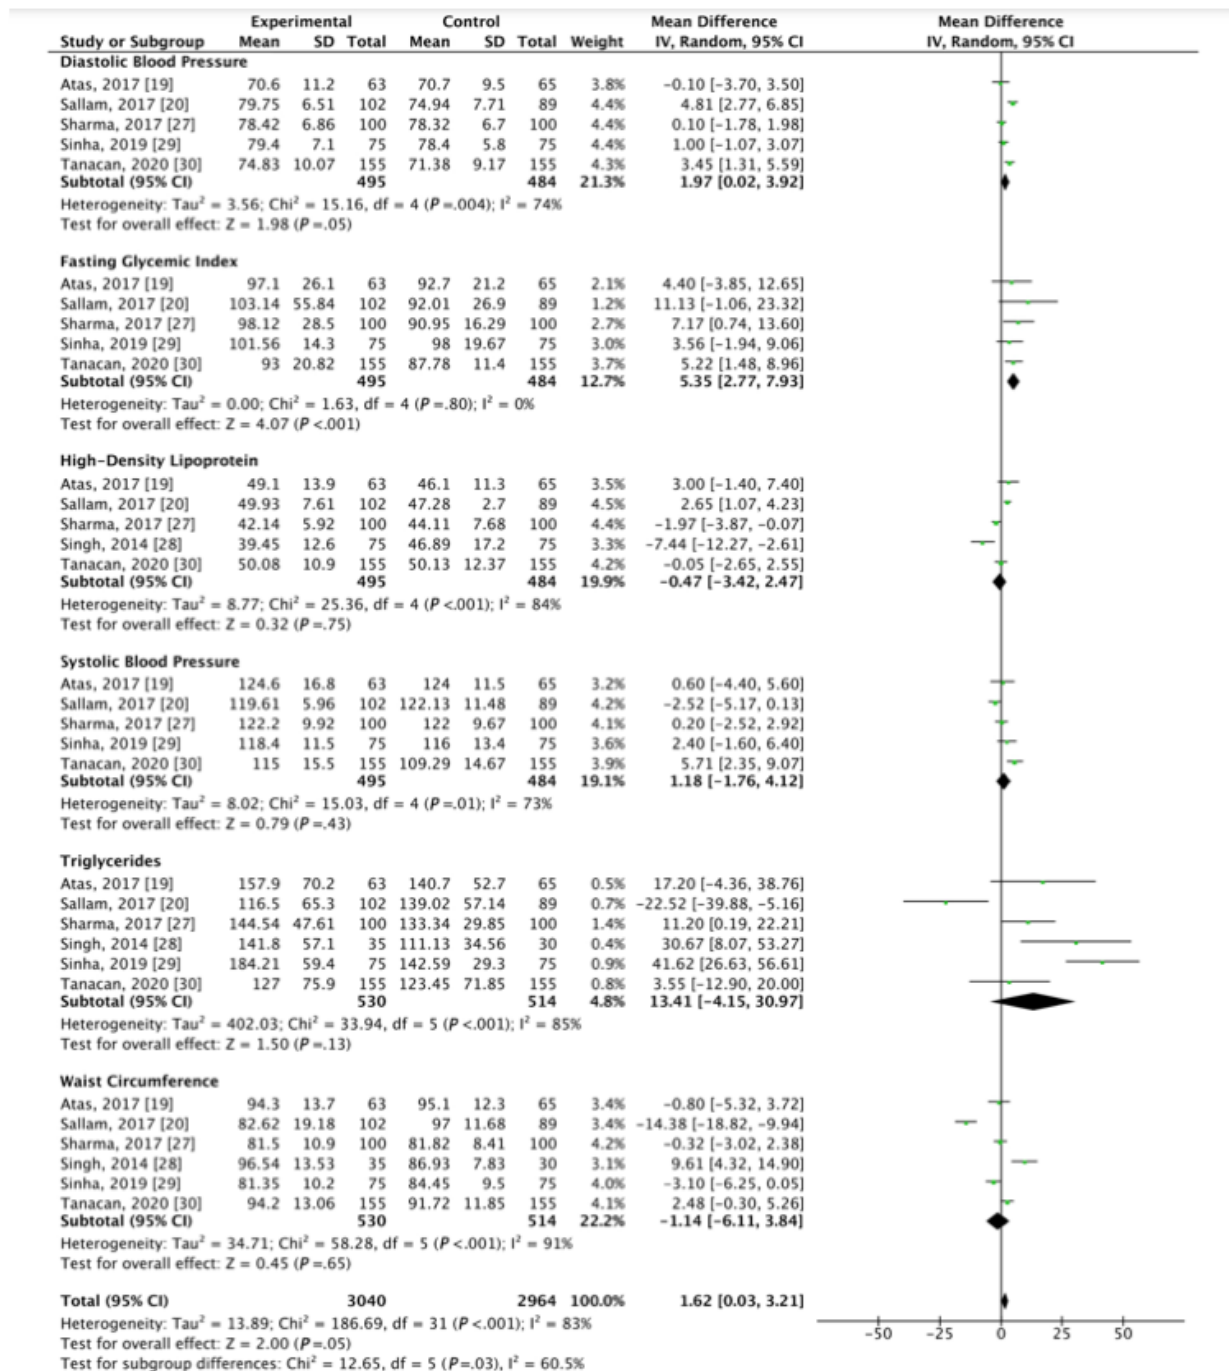 Experimental Control Mean Difference Mean Difference
Study or Subgroup Mean SD Total Mean SD Total Weight IV, Random, 95% CI IV, Random, 95% CI
Diastolic Blood Pressure
Atas, 2017 [19] 70.6 11.2 63 70.7 9.5 65 3.8% -0.10 [-3.70, 3.50]
Sallam, 2017 [20] 79.75 6.51 102 74.94 7.71 89 4.4% 4.81 [2.77, 6.85]
Sharma, 2017 [27] 78.42 6.86 100 78.32 6.7 100 4.4% 0.10 [-1.78, 1.98]
Sinha, 2019 [29] 79.4 7.1 75 78.4 5.8 75 4.4% 1.00 [-1.07, 3.07]
Tanacan, 2020 [30] 74.83 10.07 155 71.38 9.17 155 4.3% 3.45 [1.31, 5.59]
Subtotal (95% CI) 495 484 21.3% 1.97 [0.02, 3.92]
Heterogeneity: Tau² = 3.56; Chi² = 15.16, df = 4 (P =.004); I² = 74%
Test for overall effect: Z = 1.98 (P =.05)
Fasting Glycemic Index
Atas, 2017 [19] 97.1 26.1 63 92.7 21.2 65 2.1% 4.40 [-3.85, 12.65]
Sallam, 2017 [20] 103.14 55.84 102 92.01 26.9 89 1.2% 11.13 [-1.06, 23.32]
Sharma, 2017 [27] 98.12 28.5 100 90.95 16.29 100 2.7% 7.17 [0.74, 13.60]
Sinha, 2019 [29] 101.56 14.3 75 98 19.67 75 3.0% 3.56 [-1.94, 9.06]
Tanacan, 2020 [30] 93 20.82 155 87.78 11.4 155 3.7% 5.22 [1.48, 8.96]
Subtotal (95% CI) 495 484 12.7% 5.35 [2.77, 7.93]
Heterogeneity: Tau² = 0.00; Chi² = 1.63, df = 4 (P =.80); I² = 0%
Test for overall effect: Z = 4.07 (P <.001)
High-Density Lipoprotein
Atas, 2017 [19] 49.1 13.9 63 46.1 11.3 65 3.5% 3.00 [-1.40, 7.40]
Sallam, 2017 [20] 49.93 7.61 102 47.28 2.7 89 4.5% 2.65 [1.07, 4.23]
Sharma, 2017 [27] 42.14 5.92 100 44.11 7.68 100 4.4% -1.97 [-3.87, -0.07]
Singh, 2014 [28] 39.45 12.6 75 46.89 17.2 75 3.3% -7.44 [-12.27, -2.61]
Tanacan, 2020 [30] 50.08 10.9 155 50.13 12.37 155 4.2% -0.05 [-2.65, 2.55]
Subtotal (95% CI) 495 484 19.9% -0.47 [-3.42, 2.47]
Heterogeneity: Tau² = 8.77; Chi² = 25.36, df = 4 (P <.001); I² = 84%
Test for overall effect: Z = 0.32 (P =.75)
Systolic Blood Pressure
Atas, 2017 [19] 124.6 16.8 63 124 11.5 65 3.2% 0.60 [-4.40, 5.60]
Sallam, 2017 [20] 119.61 5.96 102 122.13 11.48 89 4.2% -2.52 [-5.17, 0.13]
Sharma, 2017 [27] 122.2 9.92 100 122 9.67 100 4.1% 0.20 [-2.52, 2.92]
Sinha, 2019 [29] 118.4 11.5 75 116 13.4 75 3.6% 2.40 [-1.60, 6.40]
Tanacan, 2020 [30] 115 15.5 155 109.29 14.67 155 3.9% 5.71 [2.35, 9.07]
Subtotal (95% CI) 495 484 19.1% 1.18 [-1.76, 4.12]
Heterogeneity: Tau² = 8.02; Chi² = 15.03, df = 4 (P =.01); I² = 73%
Test for overall effect: Z = 0.79 (P =.43)
Triglycerides
Atas, 2017 [19] 157.9 70.2 63 140.7 52.7 65 0.5% 17.20 [-4.36, 38.76]
Sallam, 2017 [20] 116.5 65.3 102 139.02 57.14 89 0.7% -22.52 [-39.88, -5.16]
Sharma, 2017 [27] 144.54 47.61 100 133.34 29.85 100 1.4% 11.20 [0.19, 22.21]
Singh, 2014 [28] 141.8 57.1 35 111.13 34.56 30 0.4% 30.67 [8.07, 53.27]
Sinha, 2019 [29] 184.21 59.4 75 142.59 29.3 75 0.9% 41.62 [26.63, 56.61]
Tanacan, 2020 [30] 127 75.9 155 123.45 71.85 155 0.8% 3.55 [-12.90, 20.00]
Subtotal (95% CI) 530 514 4.8% 13.41 [-4.15, 30.97]
Heterogeneity: Tau² = 402.03; Chi² = 33.94, df = 5 (P <.001); I² = 85%
Test for overall effect: Z = 1.50 (P =.13)
Waist Circumference
Atas, 2017 [19] 94.3 13.7 63 95.1 12.3 65 3.4% -0.80 [-5.32, 3.72]
Sallam, 2017 [20] 82.62 19.18 102 97 11.68 89 3.4% -14.38 [-18.82, -9.94]
Sharma, 2017 [27] 81.5 10.9 100 81.82 8.41 100 4.2% -0.32 [-3.02, 2.38]
Singh, 2014 [28] 96.54 13.53 35 86.93 7.83 30 3.1% 9.61 [4.32, 14.90]
Sinha, 2019 [29] 81.35 10.2 75 84.45 9.5 75 4.0% -3.10 [-6.25, 0.05]
Tanacan, 2020 [30] 94.2 13.06 155 91.72 11.85 155 4.1% 2.48 [-0.30, 5.26]
Subtotal (95% CI) 530 514 22.2% -1.14 [-6.11, 3.84]
Heterogeneity: Tau² = 34.71; Chi² = 58.28, df = 5 (P <.001); I² = 91%
Test for overall effect: Z = 0.45 (P =.65)
Total (95% CI) 3040 2964 100.0% 1.62 [0.03, 3.21]
Heterogeneity: Tau² = 13.89; Chi² = 186.69, df = 31 (P <.001); I² = 83%
Test for overall effect: Z = 2.00 (P =.05)
Test for subgroup differences: Chi² = 12.65, df = 5 (P=.03), I² = 60.5%
-50 -25 0 25 50